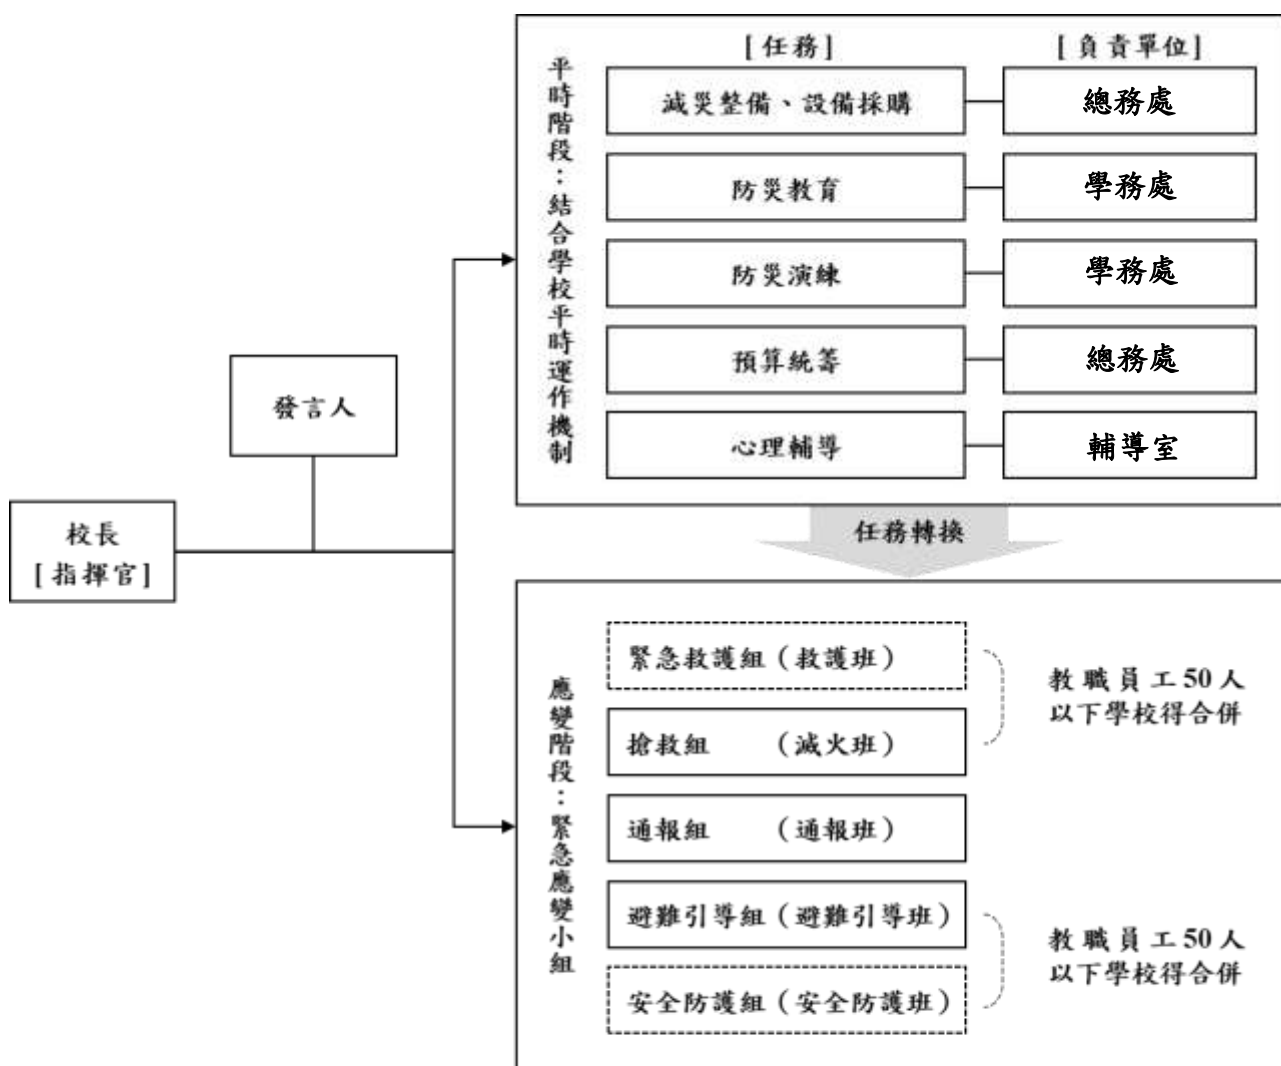 [任務]
[負責單位]
平時階段：結合學校平時運作機制
減災整備、設備採購
總務處
防災教育
學務處
防災演練
學務處
預算統籌
總務處
心理輔導
輔導室
發言人
校長
[指揮官]
任務轉換
應變階段：緊急應變小組
緊急救護組（救護班）
搶救組 （滅火班）
教職員工50人
以下學校得合併
通報組 （通報班）
避難引導組（避難引導班）
安全防護組（安全防護班）
教職員工50人
以下學校得合併